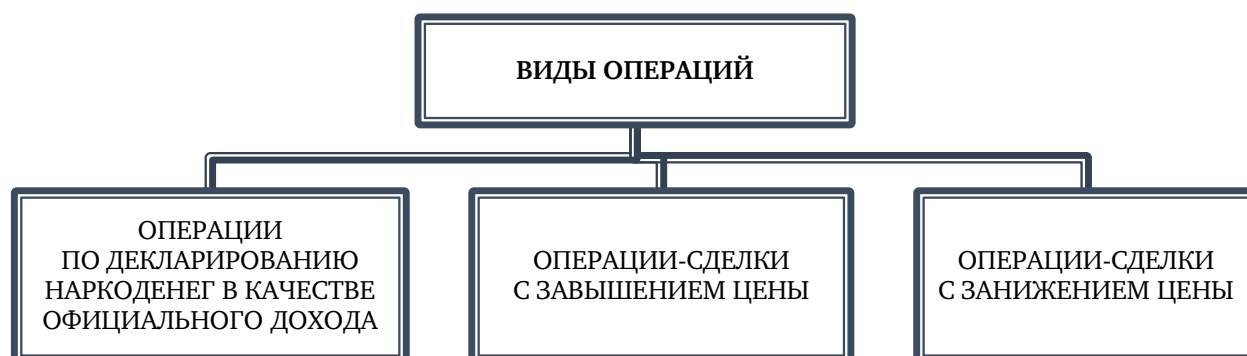 ВИДЫ ОПЕРАЦИЙ
ОПЕРАЦИИ
ПО ДЕКЛАРИРОВАНИЮ
НАРКОДЕНЕГ В КАЧЕСТВЕ
ОФИЦИАЛЬНОГО ДОХОДА
ОПЕРАЦИИ-СДЕЛКИ
С ЗАВЫШЕНИЕМ ЦЕНЫ
ОПЕРАЦИИ-СДЕЛКИ
С ЗАНИЖЕНИЕМ ЦЕНЫ